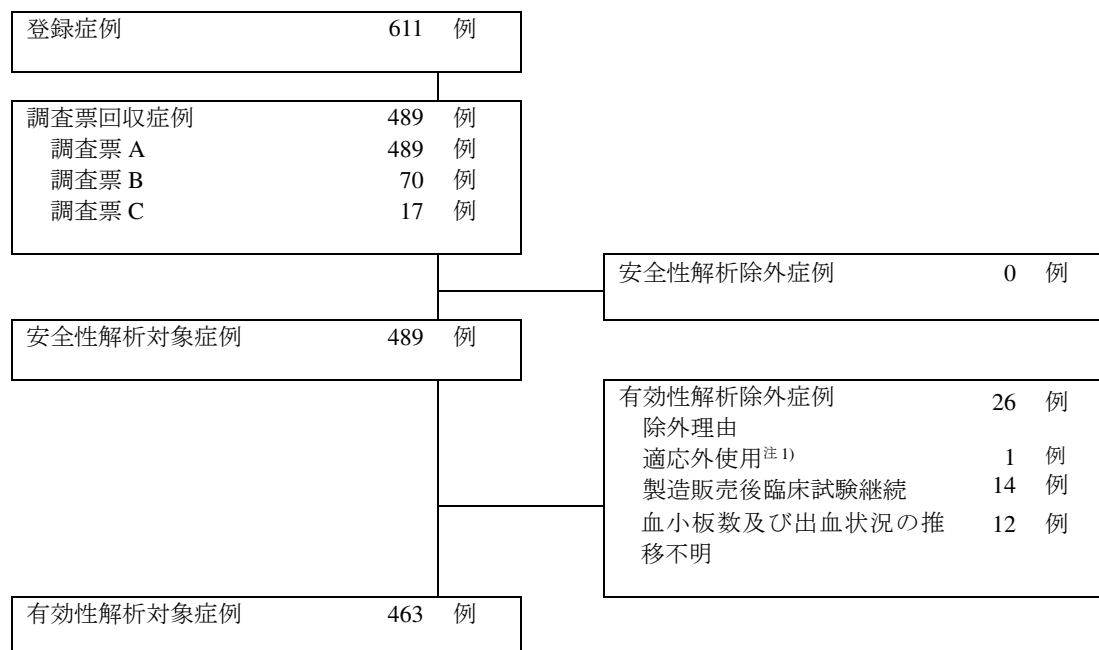 登録症例 611 例
調査票回収症例 489 例
調査票 A 489 例
調査票 B 70 例
調査票 C 17 例
安全性解析除外症例 0 例
安全性解析対象症例 489 例
有効性解析除外症例 26 例
除外理由
適応外使用注 1) 1 例
製造販売後臨床試験継続 14 例
血小板数及び出血状況の推 12 例
移不明
有効性解析対象症例 463 例